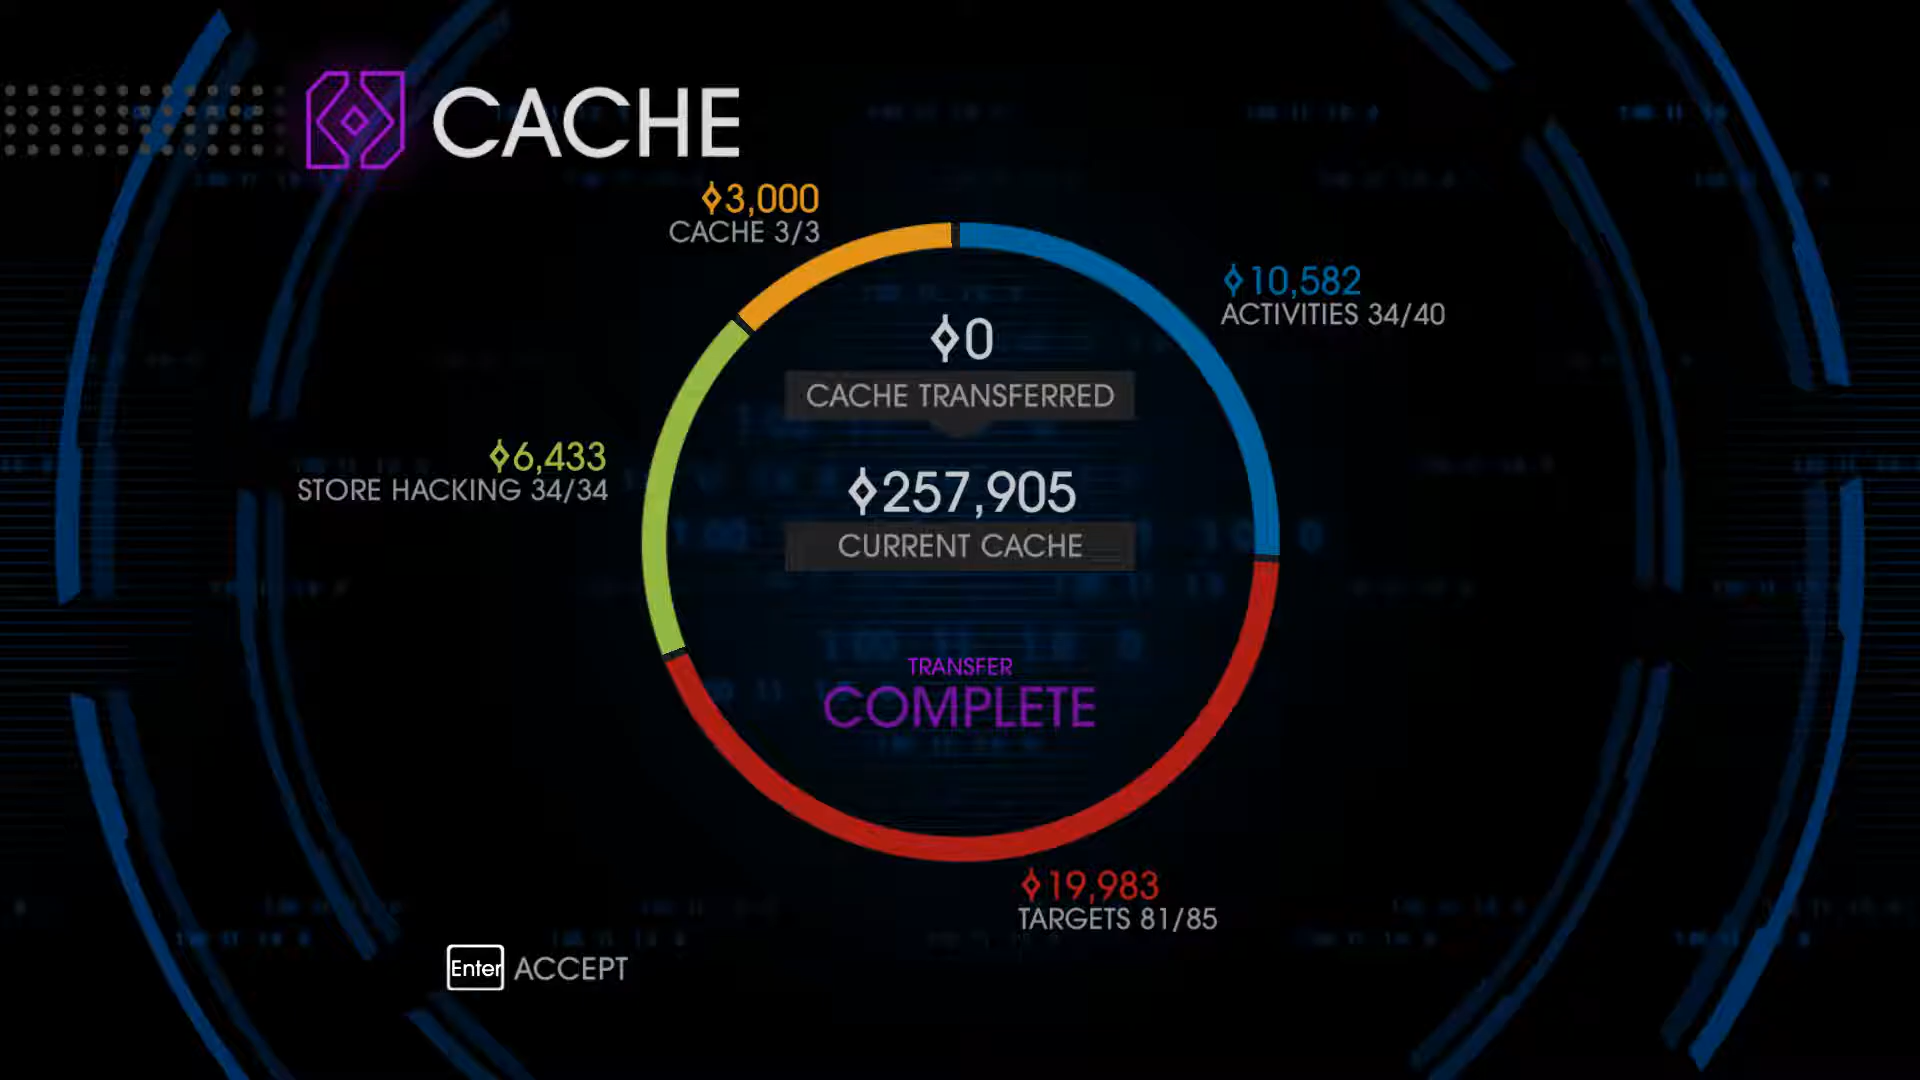 CACHE
3,000
CACHE 3/3
10,582
ACTIVITIES 34/40
0
CACHE TRANSFERRED
6,433
STORE HACKING 34/34
257,905
CURRENT CACHE
TRANSFER
COMPLETE
19,983
TARGETS 81/85
Enter ACCEPT